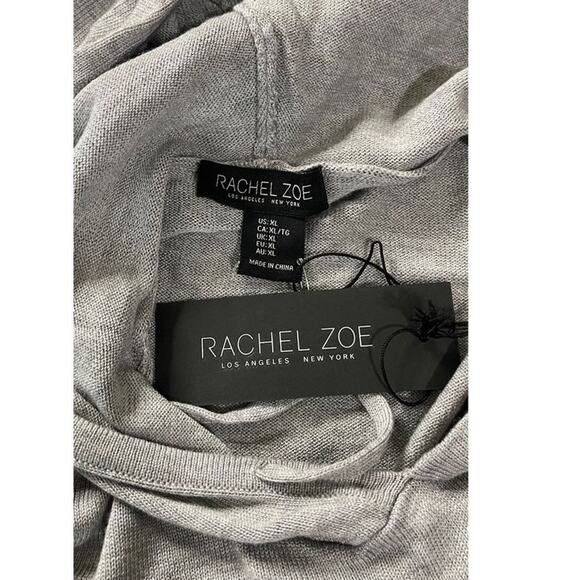 RACHEL ZOE
LOS ANGELES NEW YORK
US: XL
CA: XL/TG
UK: XL
EU: XL
AU: XL
MADE IN CHINA
RACHEL ZOE
LOS ANGELES NEW YORK